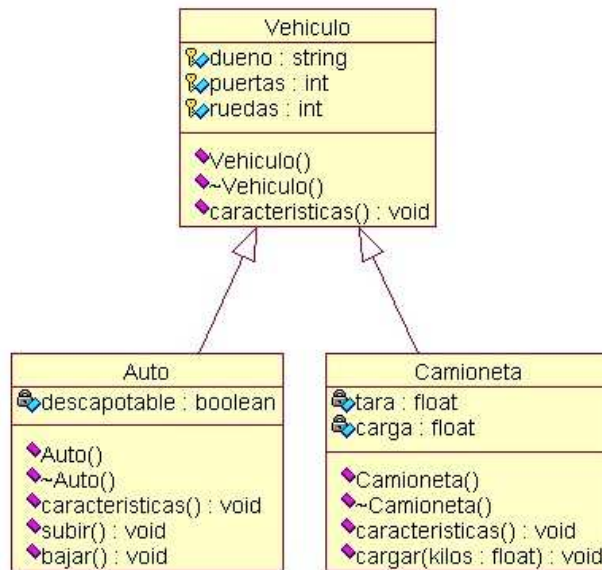 Vehiculo
dueno : string
puertas : int
ruedas : int
Vehiculo()
~Vehiculo()
caracteristicas() : void
Auto
descapotable : boolean
Auto()
~Auto()
caracteristicas() : void
subir() : void
bajar() : void
Camioneta
tara : float
carga : float
Camioneta()
~Camioneta()
caracteristicas() : void
cargar(kilos : float) : void